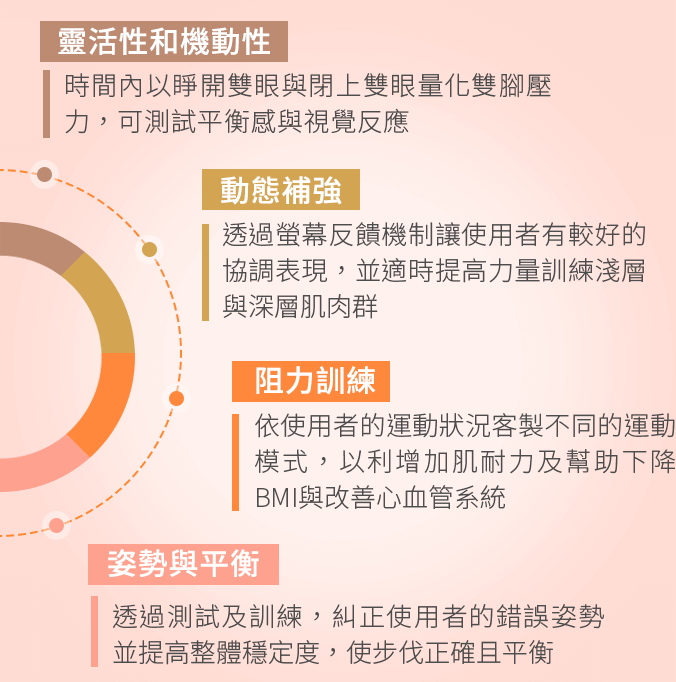 靈活性和機動性
時間內以睜開雙眼與閉上雙眼量化雙腳壓
力，可測試平衡感與視覺反應
動態補強
透過螢幕反饋機制讓使用者有較好的
協調表現，並適時提高力量訓練淺層
與深層肌肉群
阻力訓練
依使用者的運動狀況客製不同的運動
模式，以利增加肌耐力及幫助下降
BMI與改善心血管系統
姿勢與平衡
透過測試及訓練，糾正使用者的錯誤姿勢
並提高整體穩定度，使步伐正確且平衡